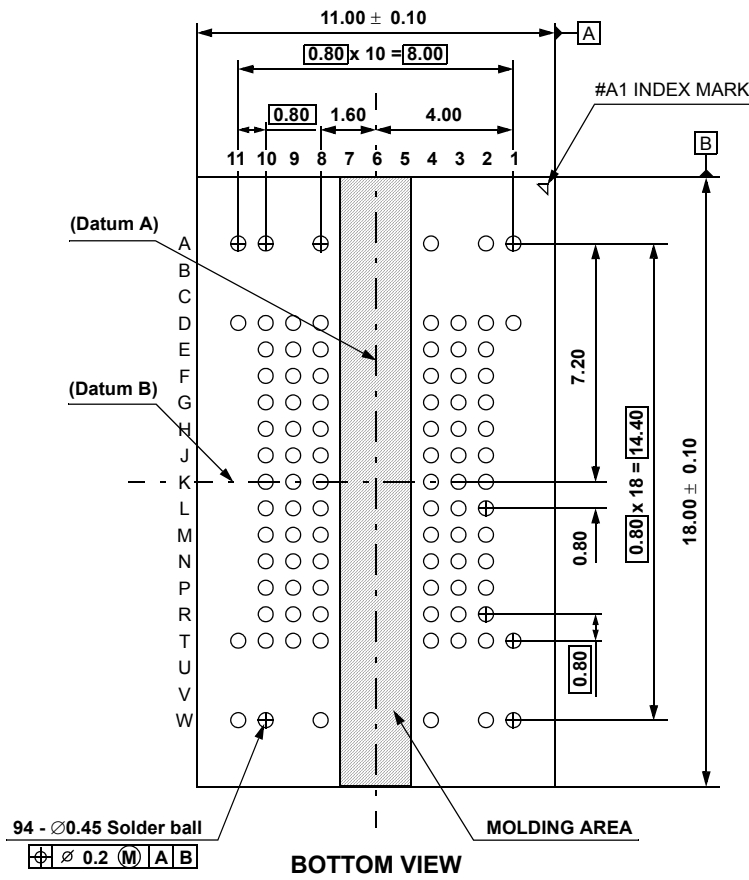 11.00 ± 0.10
A
0.80 x 10 = 8.00
#A1 INDEX MARK
0.80 1.60 4.00
B
11 10 9 8 7 6 5 4 3 2 1
(Datum A)
A
B
C
D
E
F
(Datum B)
G
H
J
K
L
M
N
P
R
T
U
V
W
7.20
0.80 x 18 = 14.40
18.00 ± 0.10
0.80
0.80
94 - ∅0.45 Solder ball
⌖ ∅ 0.2 Ⓜ A B
MOLDING AREA
BOTTOM VIEW